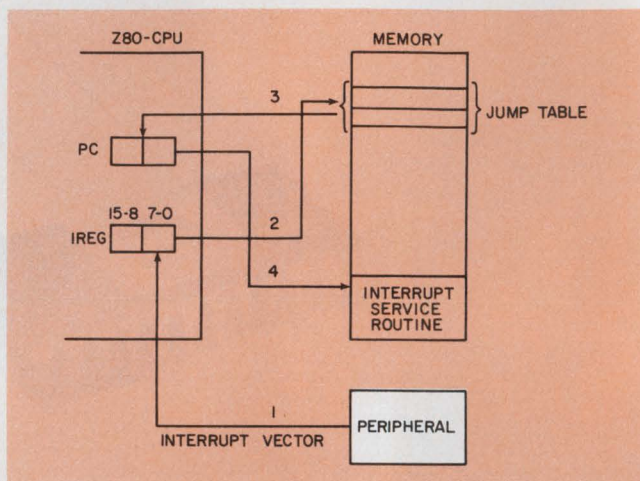 Z80-CPU
MEMORY
3
JUMP TABLE
PC
15-8 7-0
2
IREG
4
INTERRUPT
SERVICE
ROUTINE
1
PERIPHERAL
INTERRUPT VECTOR